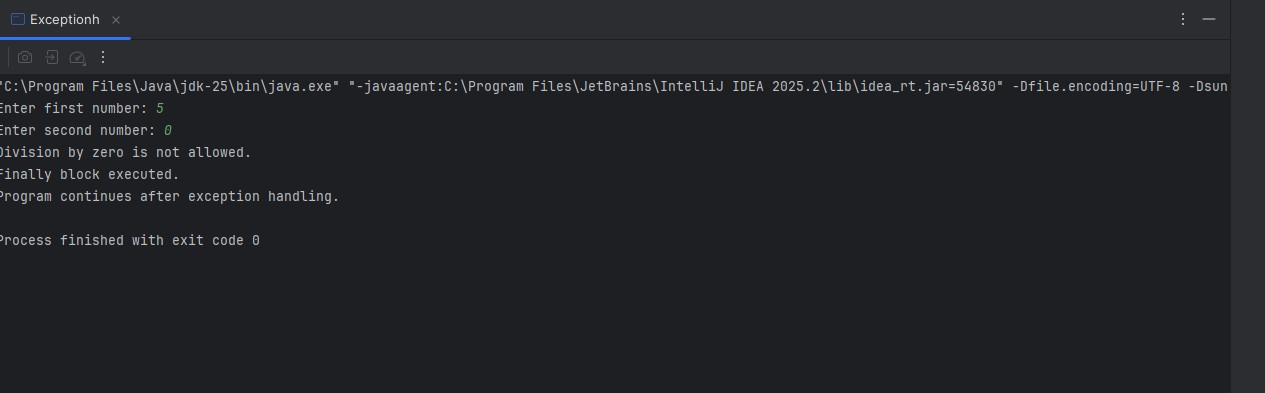 Exceptionh
"C:\Program Files\Java\jdk-25\bin\java.exe" "-javaagent:C:\Program Files\JetBrains\IntelliJ IDEA 2025.2\lib\idea_rt.jar=54830" -Dfile.encoding=UTF-8 -Dsun
Enter first number: 5
Enter second number: 0
Division by zero is not allowed.
Finally block executed.
Program continues after exception handling.
Process finished with exit code 0